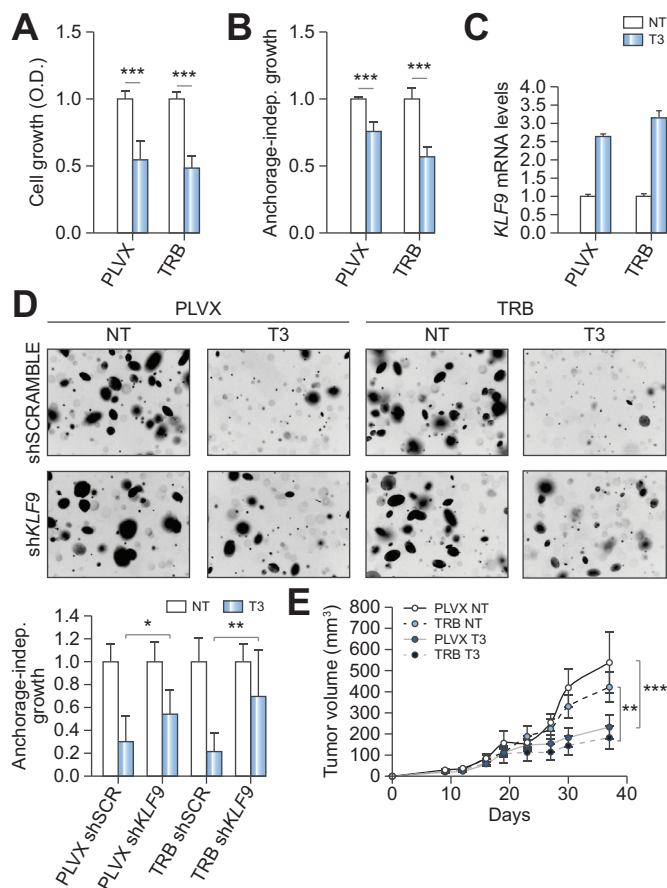 A
1.5
1.0
0.5
0.0
Cell growth (O.D.)
***
***
PLVX
TRB
B
1.5
1.0
0.5
0.0
Anchorage-indep. growth
***
***
PLVX
TRB
C
NT
T3
4.0
3.5
3.0
2.5
2.0
1.5
1.0
0.5
0.0
KLF9 mRNA levels
PLVX
TRB
D
PLVX
TRB
NT
T3
NT
T3
shSCRAMBLE
shKLF9
NT
T3
1.4
1.2
1.0
0.8
0.6
0.4
0.2
0.0
Anchorage-indep.
growth
*
**
PLVX shSCR
PLVX shKLF9
TRB shSCR
TRB shKLF9
E
PLVX NT
TRB NT
PLVX T3
TRB T3
800
700
600
500
400
300
200
100
0
Tumor volume (mm³)
**
***
0
10
20
30
40
Days